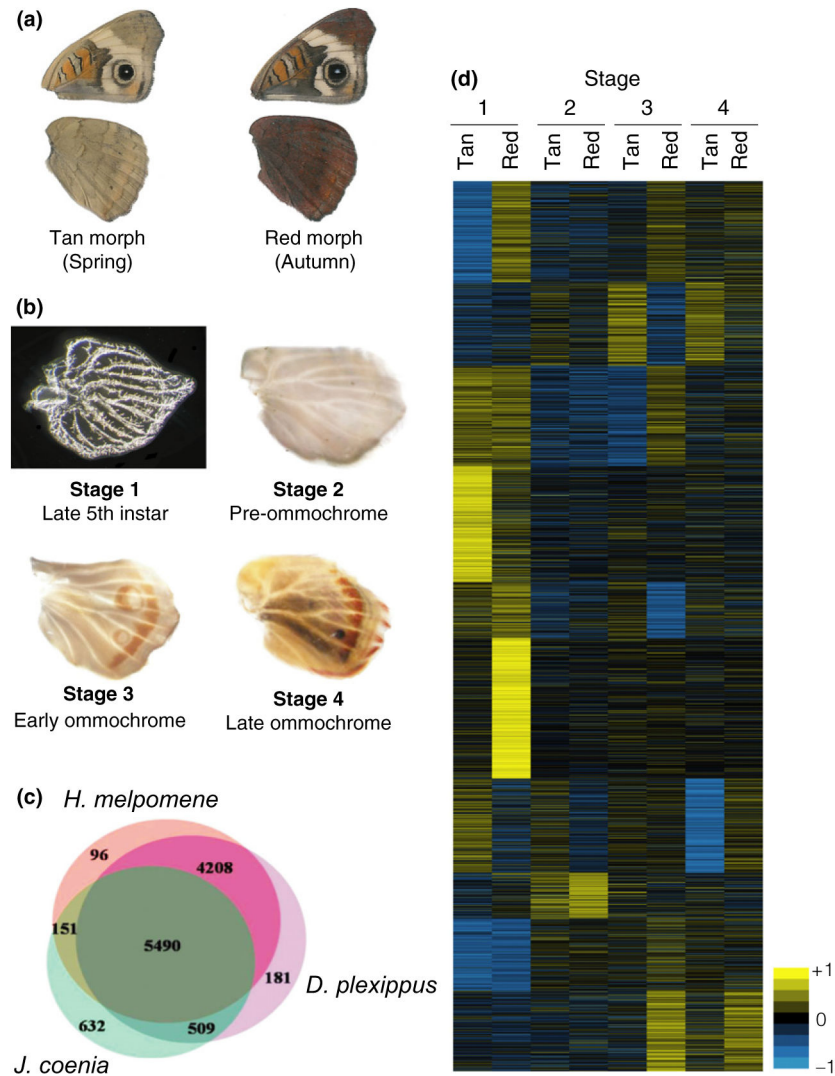 (a)
Tan morph
(Spring)
Red morph
(Autumn)
(b)
Stage 1
Late 5th instar
Stage 2
Pre-ommochrome
Stage 3
Early ommochrome
Stage 4
Late ommochrome
(c)
H. melpomene
96
4208
151
5490
181
D. plexippus
632
509
J. coenia
(d)
Stage
1 2 3 4
Tan Red Tan Red Tan Red Tan Red
+1
0
−1